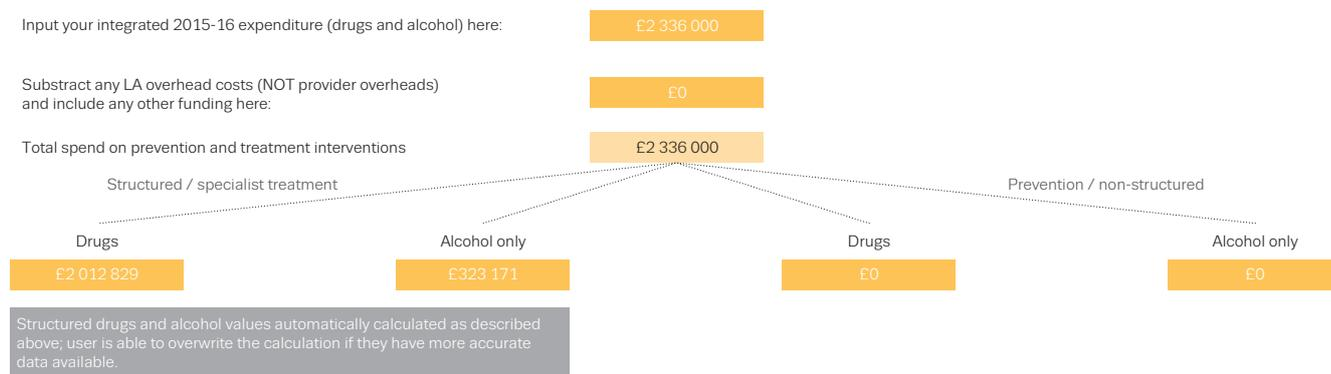 Input your integrated 2015-16 expenditure (drugs and alcohol) here:
£2 336 000
Substract any LA overhead costs (NOT provider overheads)
and include any other funding here:
£0
Total spend on prevention and treatment interventions
£2 336 000
Structured / specialist treatment
Prevention / non-structured
Drugs
Alcohol only
Drugs
Alcohol only
£2 012 829
£323 171
£0
£0
Structured drugs and alcohol values automatically calculated as described
above; user is able to overwrite the calculation if they have more accurate
data available.